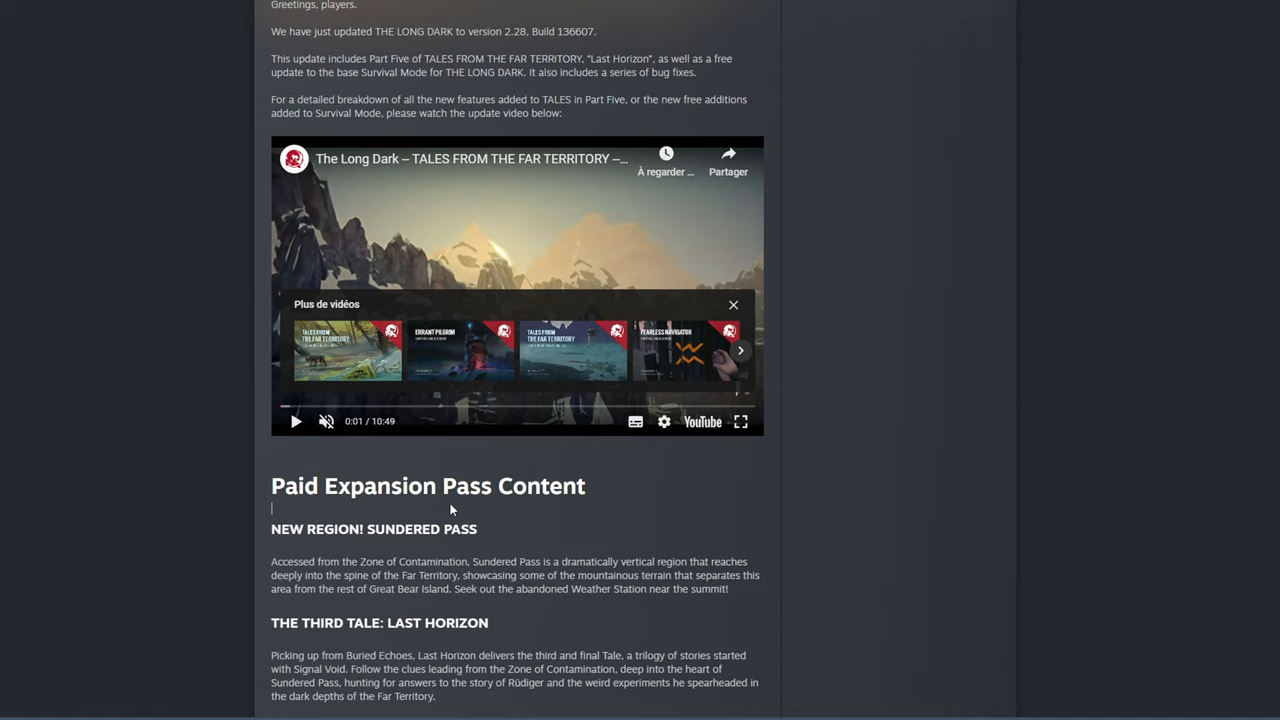 Greetings, players.
We have just updated THE LONG DARK to version 2.28, Build 136607.
This update includes Part Five of TALES FROM THE FAR TERRITORY, “Last Horizon”, as well as a free
update to the base Survival Mode for THE LONG DARK. It also includes a series of bug fixes.
For a detailed breakdown of all the new features added to TALES in Part Five, or the new free additions
added to Survival Mode, please watch the update video below:
The Long Dark – TALES FROM THE FAR TERRITORY –...
À regarder ...
Partager
Plus de vidéos
TALES FROM
THE FAR TERRITORY
ERRANT PILGRIM
TALES FROM
THE FAR TERRITORY
FEARLESS NAVIGATOR
0:01 / 10:49
YouTube
Paid Expansion Pass Content
NEW REGION! SUNDERED PASS
Accessed from the Zone of Contamination, Sundered Pass is a dramatically vertical region that reaches
deeply into the spine of the Far Territory, showcasing some of the mountainous terrain that separates this
area from the rest of Great Bear Island. Seek out the abandoned Weather Station near the summit!
THE THIRD TALE: LAST HORIZON
Picking up from Buried Echoes, Last Horizon delivers the third and final Tale, a trilogy of stories started
with Signal Void. Follow the clues leading from the Zone of Contamination, deep into the heart of
Sundered Pass, hunting for answers to the story of Rüdiger and the weird experiments he spearheaded in
the dark depths of the Far Territory.